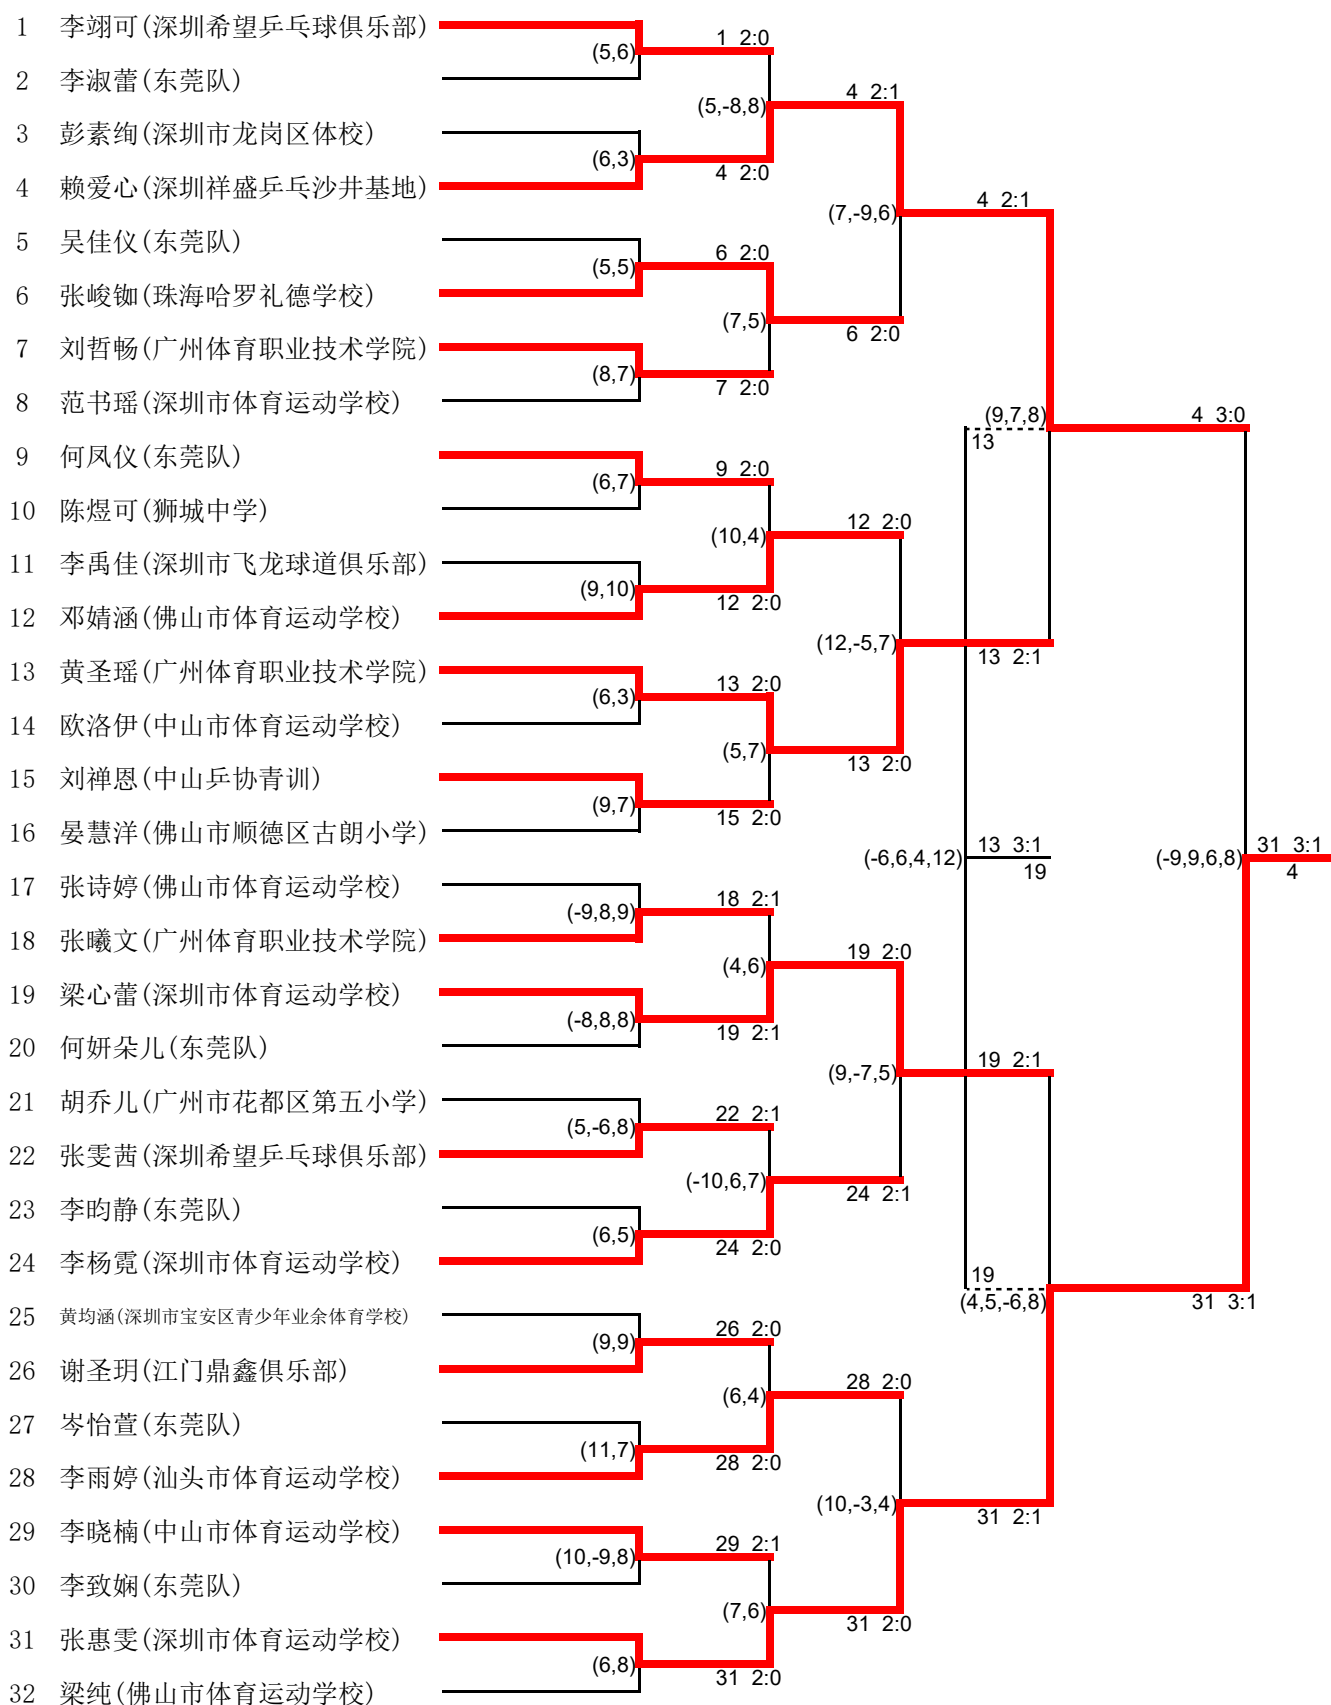 1 李翊可(深圳希望乒乓球俱乐部)
2 李淑蕾(东莞队)
3 彭素绚(深圳市龙岗区体校)
4 赖爱心(深圳祥盛乒乓沙井基地)
5 吴佳仪(东莞队)
6 张峻铷(珠海哈罗礼德学校)
7 刘哲畅(广州体育职业技术学院)
8 范书瑶(深圳市体育运动学校)
9 何凤仪(东莞队)
10 陈煜可(狮城中学)
11 李禹佳(深圳市飞龙球道俱乐部)
12 邓婧涵(佛山市体育运动学校)
13 黄圣瑶(广州体育职业技术学院)
14 欧洛伊(中山市体育运动学校)
15 刘禅恩(中山乒协青训)
16 晏慧洋(佛山市顺德区古朗小学)
17 张诗婷(佛山市体育运动学校)
18 张曦文(广州体育职业技术学院)
19 梁心蕾(深圳市体育运动学校)
20 何妍朵儿(东莞队)
21 胡乔儿(广州市花都区第五小学)
22 张雯茜(深圳希望乒乓球俱乐部)
23 李昀静(东莞队)
24 李杨霓(深圳市体育运动学校)
25 黄均涵(深圳市宝安区青少年业余体育学校)
26 谢圣玥(江门鼎鑫俱乐部)
27 岑怡萱(东莞队)
28 李雨婷(汕头市体育运动学校)
29 李晓楠(中山市体育运动学校)
30 李致娴(东莞队)
31 张惠雯(深圳市体育运动学校)
32 梁纯(佛山市体育运动学校)
(5,6)
(6,3)
(5,5)
(8,7)
(6,7)
(9,10)
(6,3)
(9,7)
(-9,8,9)
(-8,8,8)
(5,-6,8)
(6,5)
(9,9)
(11,7)
(10,-9,8)
(6,8)
1 2:0
(5,-8,8)
4 2:0
6 2:0
(7,5)
7 2:0
9 2:0
(10,4)
12 2:0
13 2:0
(5,7)
15 2:0
18 2:1
(4,6)
19 2:1
22 2:1
(-10,6,7)
24 2:0
26 2:0
(6,4)
28 2:0
29 2:1
(7,6)
31 2:0
4 2:1
(7,-9,6)
6 2:0
12 2:0
(12,-5,7)
13 2:0
19 2:0
(9,-7,5)
24 2:1
28 2:0
(10,-3,4)
31 2:0
4 2:1
(9,7,8)
13
13 2:1
(-6,6,4,12)
13 3:1
19
19 2:1
19
(4,5,-6,8)
31 2:1
4 3:0
(-9,9,6,8)
31 3:1
31 3:1
4